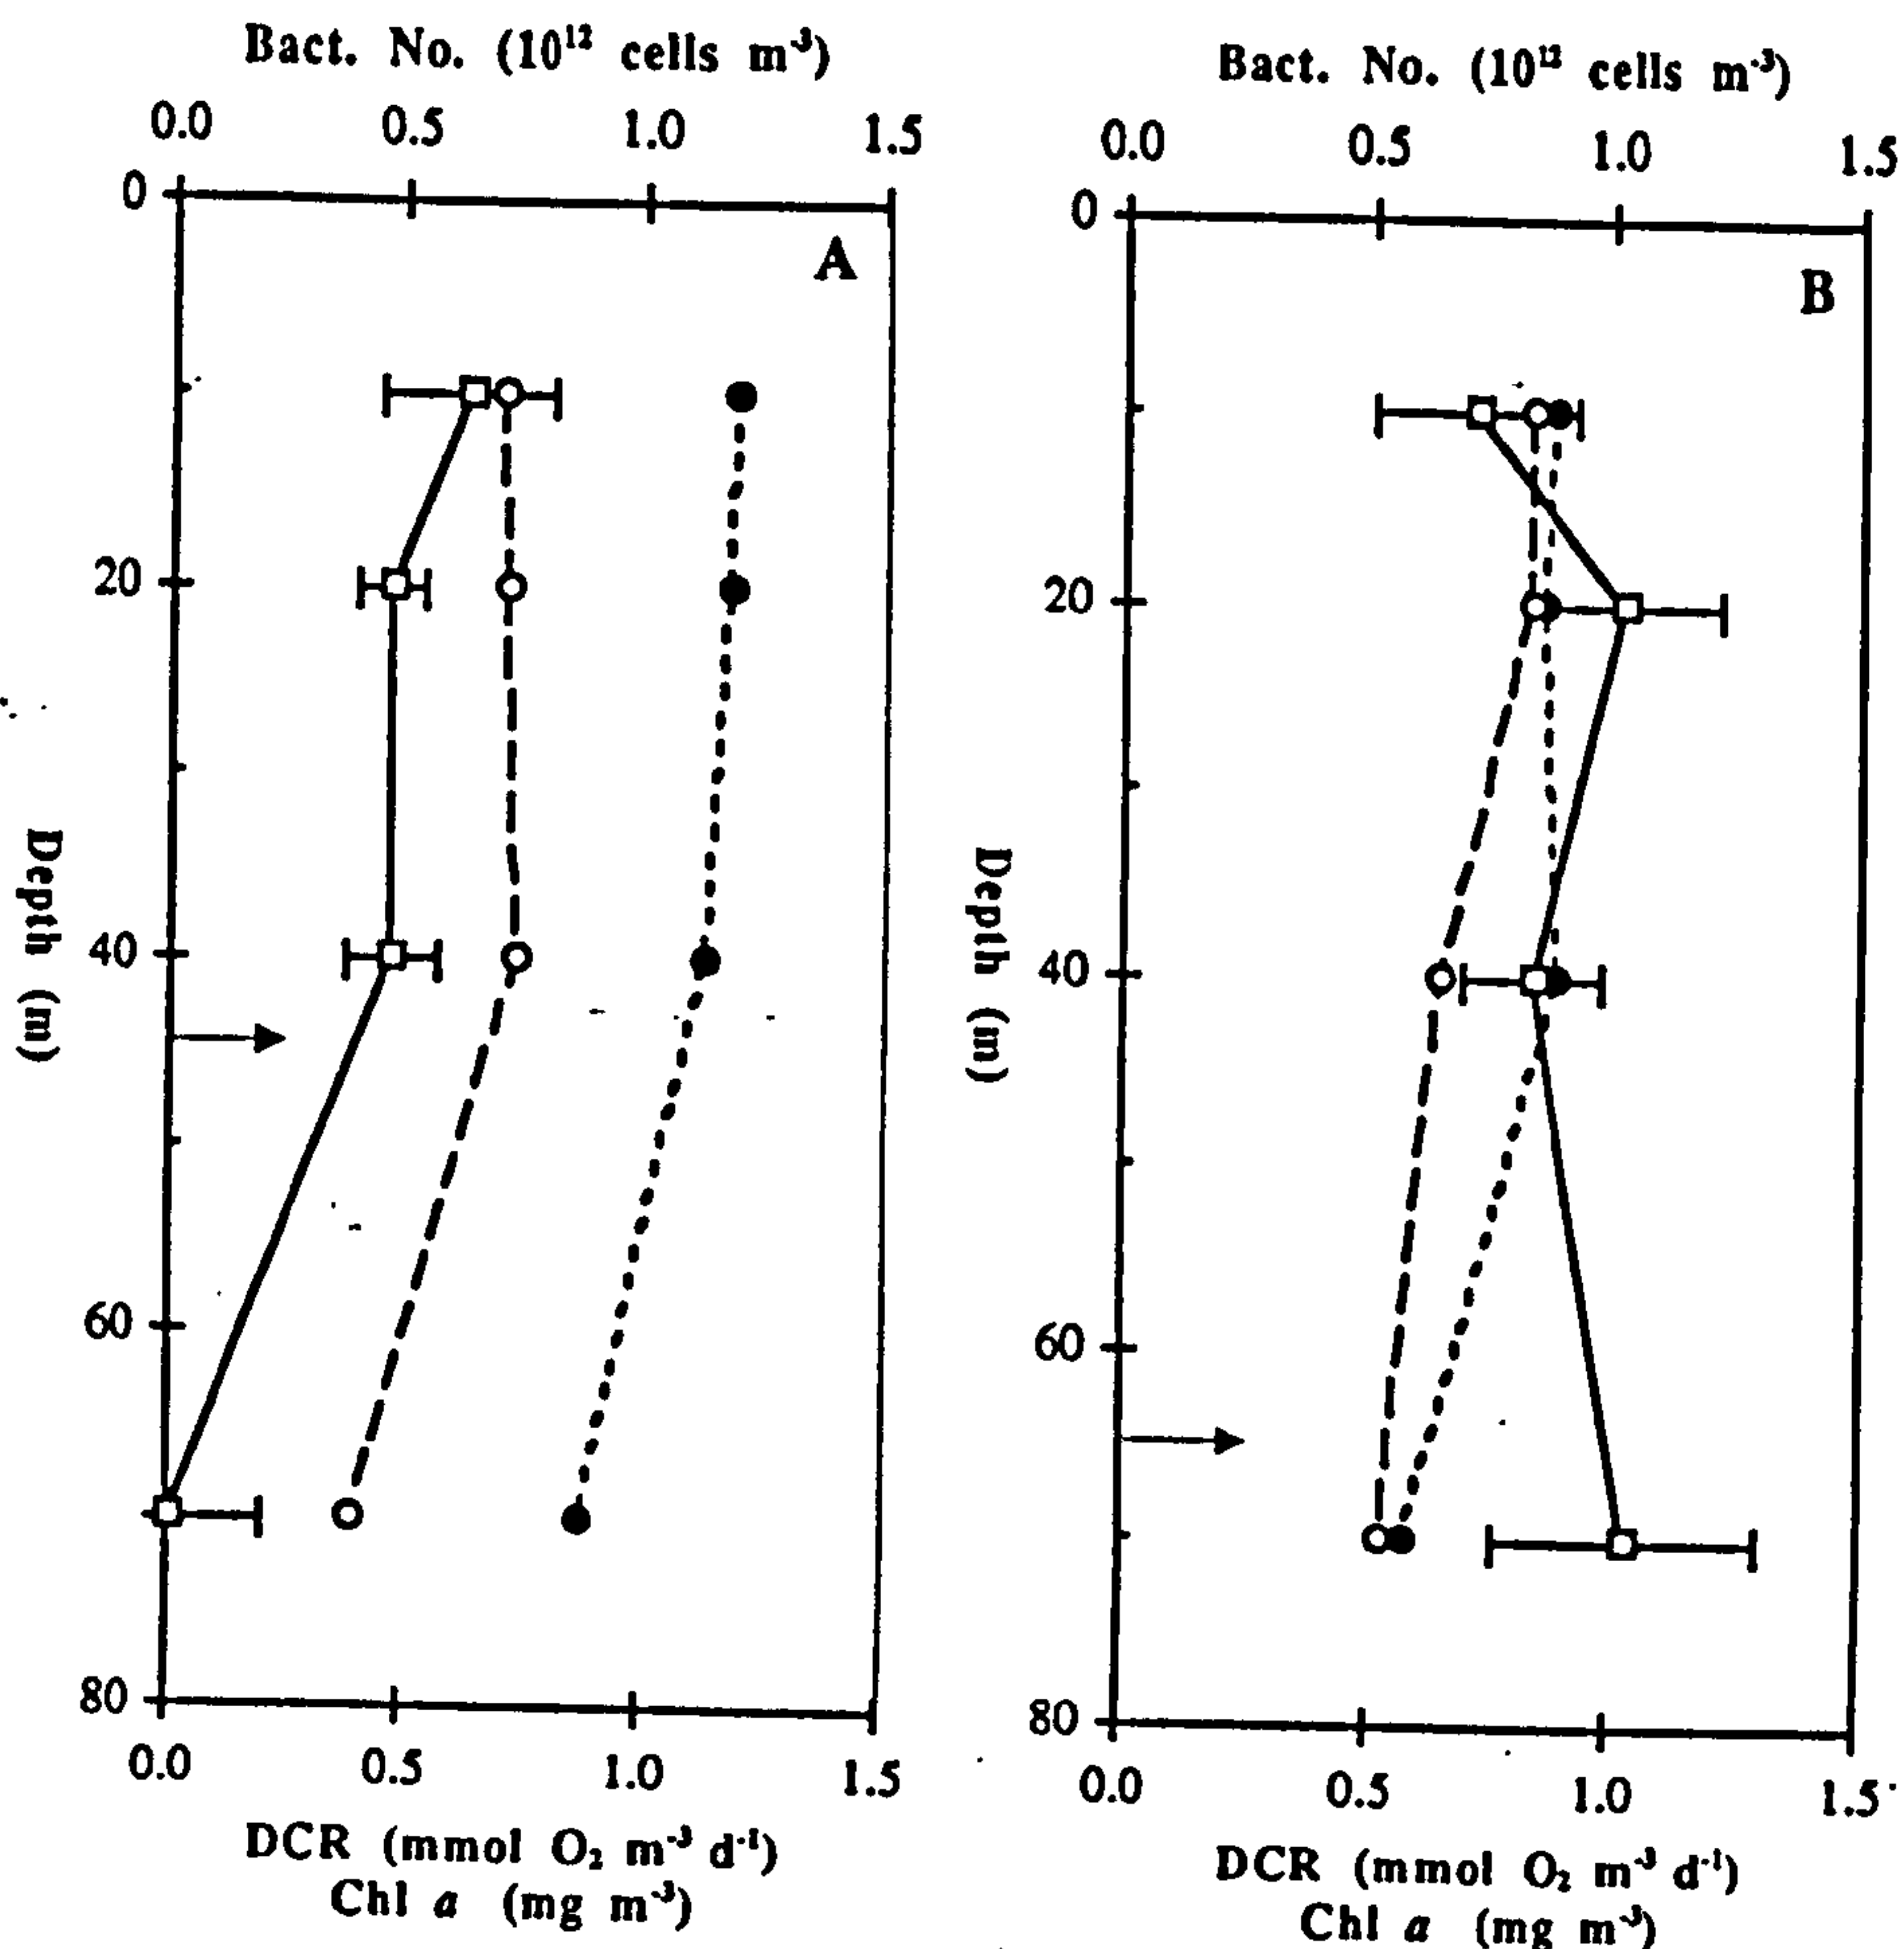 Bact. No. (10¹² cells m⁻³)
0.0 0.5 1.0 1.5
0
A
20
40
60
80
Depth (m)
0.0 0.5 1.0 1.5
DCR (mmol O₂ m⁻³ d⁻¹)
Chl a (mg m⁻³)
Bact. No. (10¹² cells m⁻³)
0.0 0.5 1.0 1.5
0
B
20
40
60
80
Depth (m)
0.0 0.5 1.0 1.5
DCR (mmol O₂ m⁻³ d⁻¹)
Chl a (mg m⁻³)